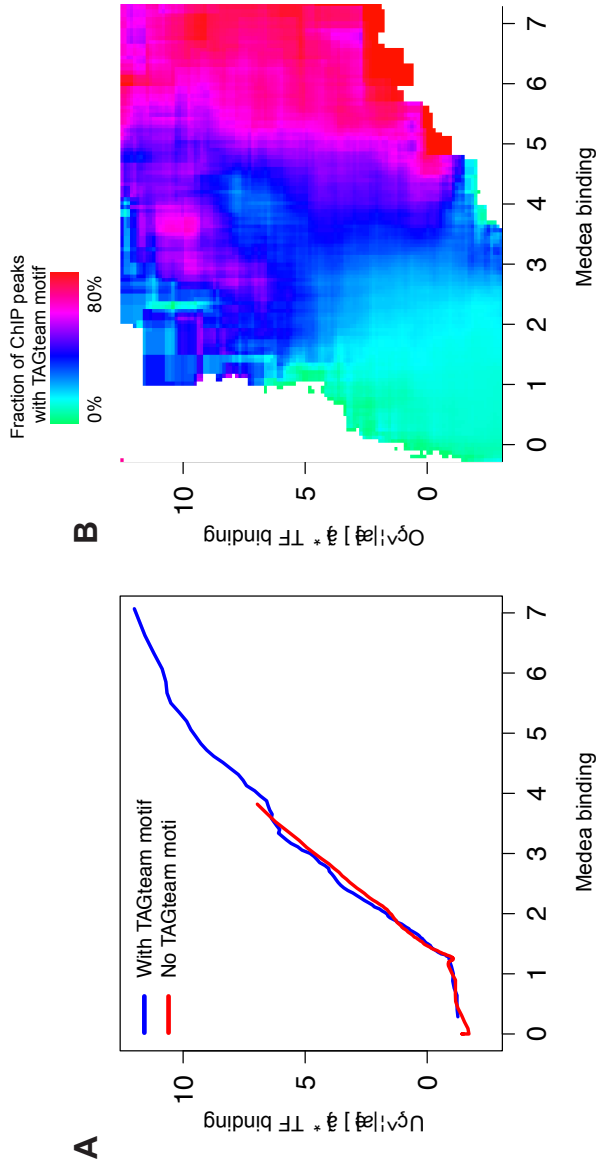 A
With TAGteam motif
No TAGteam moti
10
5
0
TF binding
0 1 2 3 4 5 6 7
Medea binding
B
Fraction of ChIP peaks
with TAGteam motif
0% 80%
10
5
0
TF binding
0 1 2 3 4 5 6 7
Medea binding